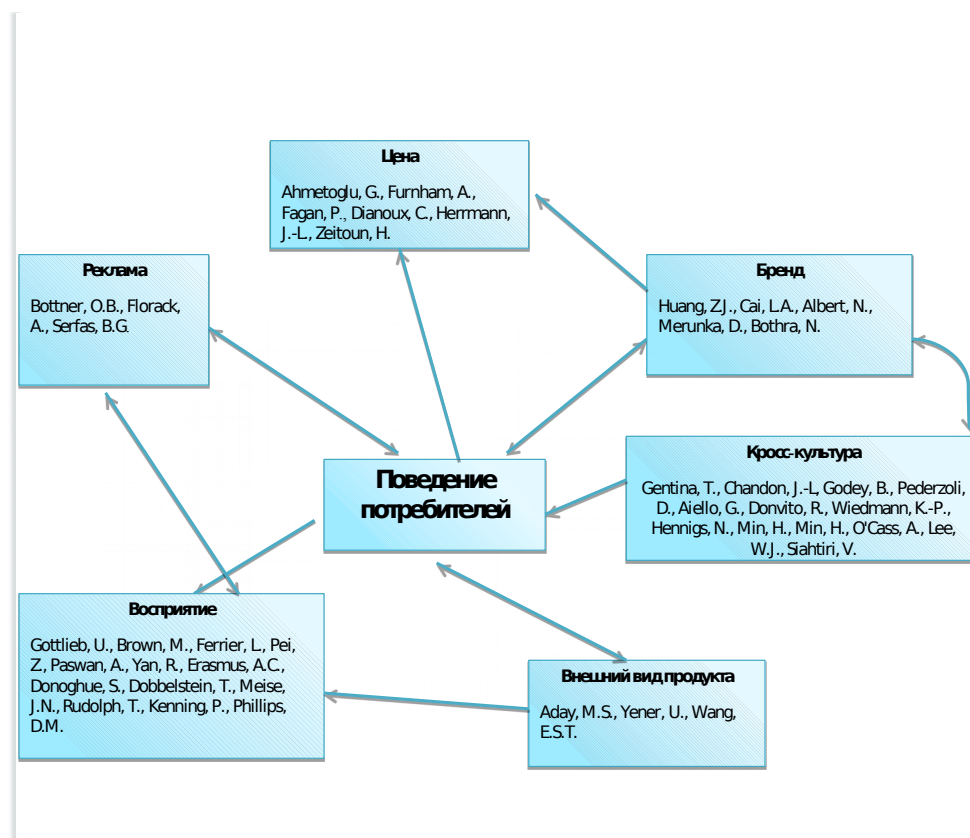 Цена
Ahmetoglu, G., Furnham, A.,
Fagan, P., Dianoux, C., Herrmann,
J.-L., Zeitoun, H.
Реклама
Bottner, O.B., Florack,
A., Serfas, B.G.
Бренд
Huang, Z.J., Cai, L.A., Albert, N.,
Merunka, D., Bothra, N.
Кросс-культура
Gentina, T., Chandon, J.-L, Godey, B., Pederzoli,
D., Aiello, G., Donvito, R., Wiedmann, K.-P.,
Hennigs, N., Min, H., Min, H., O'Cass, A., Lee,
W.J., Siahtiri, V.
Поведение
потребителей
Восприятие
Gottlieb, U., Brown, M., Ferrier, L., Pei,
Z., Paswan, A., Yan, R., Erasmus, A.C.,
Donoghue, S., Dobbelstein, T., Meise,
J.N., Rudolph, T., Kenning, P., Phillips,
D.M.
Внешний вид продукта
Aday, M.S., Yener, U., Wang,
E.S.T.